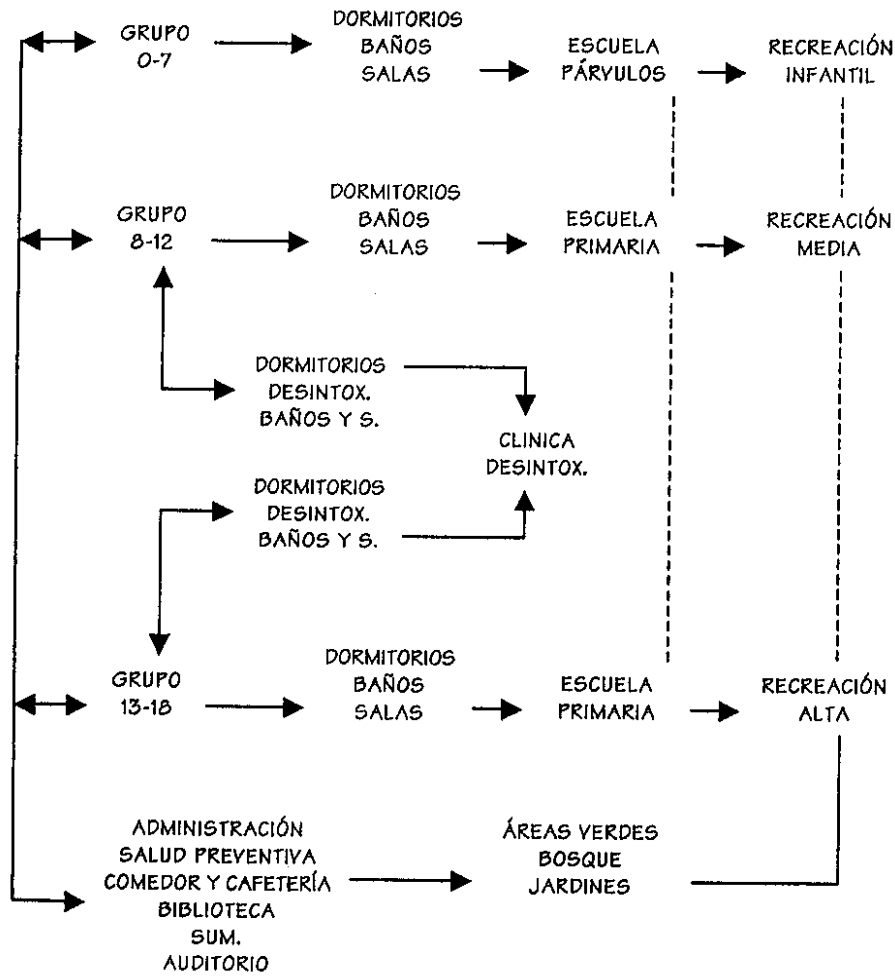 GRUPO
0-7
DORMITORIOS
BAÑOS
SALAS
ESCUELA
PÁRVULOS
RECREACIÓN
INFANTIL
GRUPO
8-12
DORMITORIOS
BAÑOS
SALAS
ESCUELA
PRIMARIA
RECREACIÓN
MEDIA
DORMITORIOS
DESINTOX.
BAÑOS Y S.
CLINICA
DESINTOX.
DORMITORIOS
DESINTOX.
BAÑOS Y S.
GRUPO
13-18
DORMITORIOS
BAÑOS
SALAS
ESCUELA
PRIMARIA
RECREACIÓN
ALTA
ADMINISTRACIÓN
SALUD PREVENTIVA
COMEDOR Y CAFETERÍA
BIBLIOTECA
SUM.
AUDITORIO
ÁREAS VERDES
BOSQUE
JARDINES